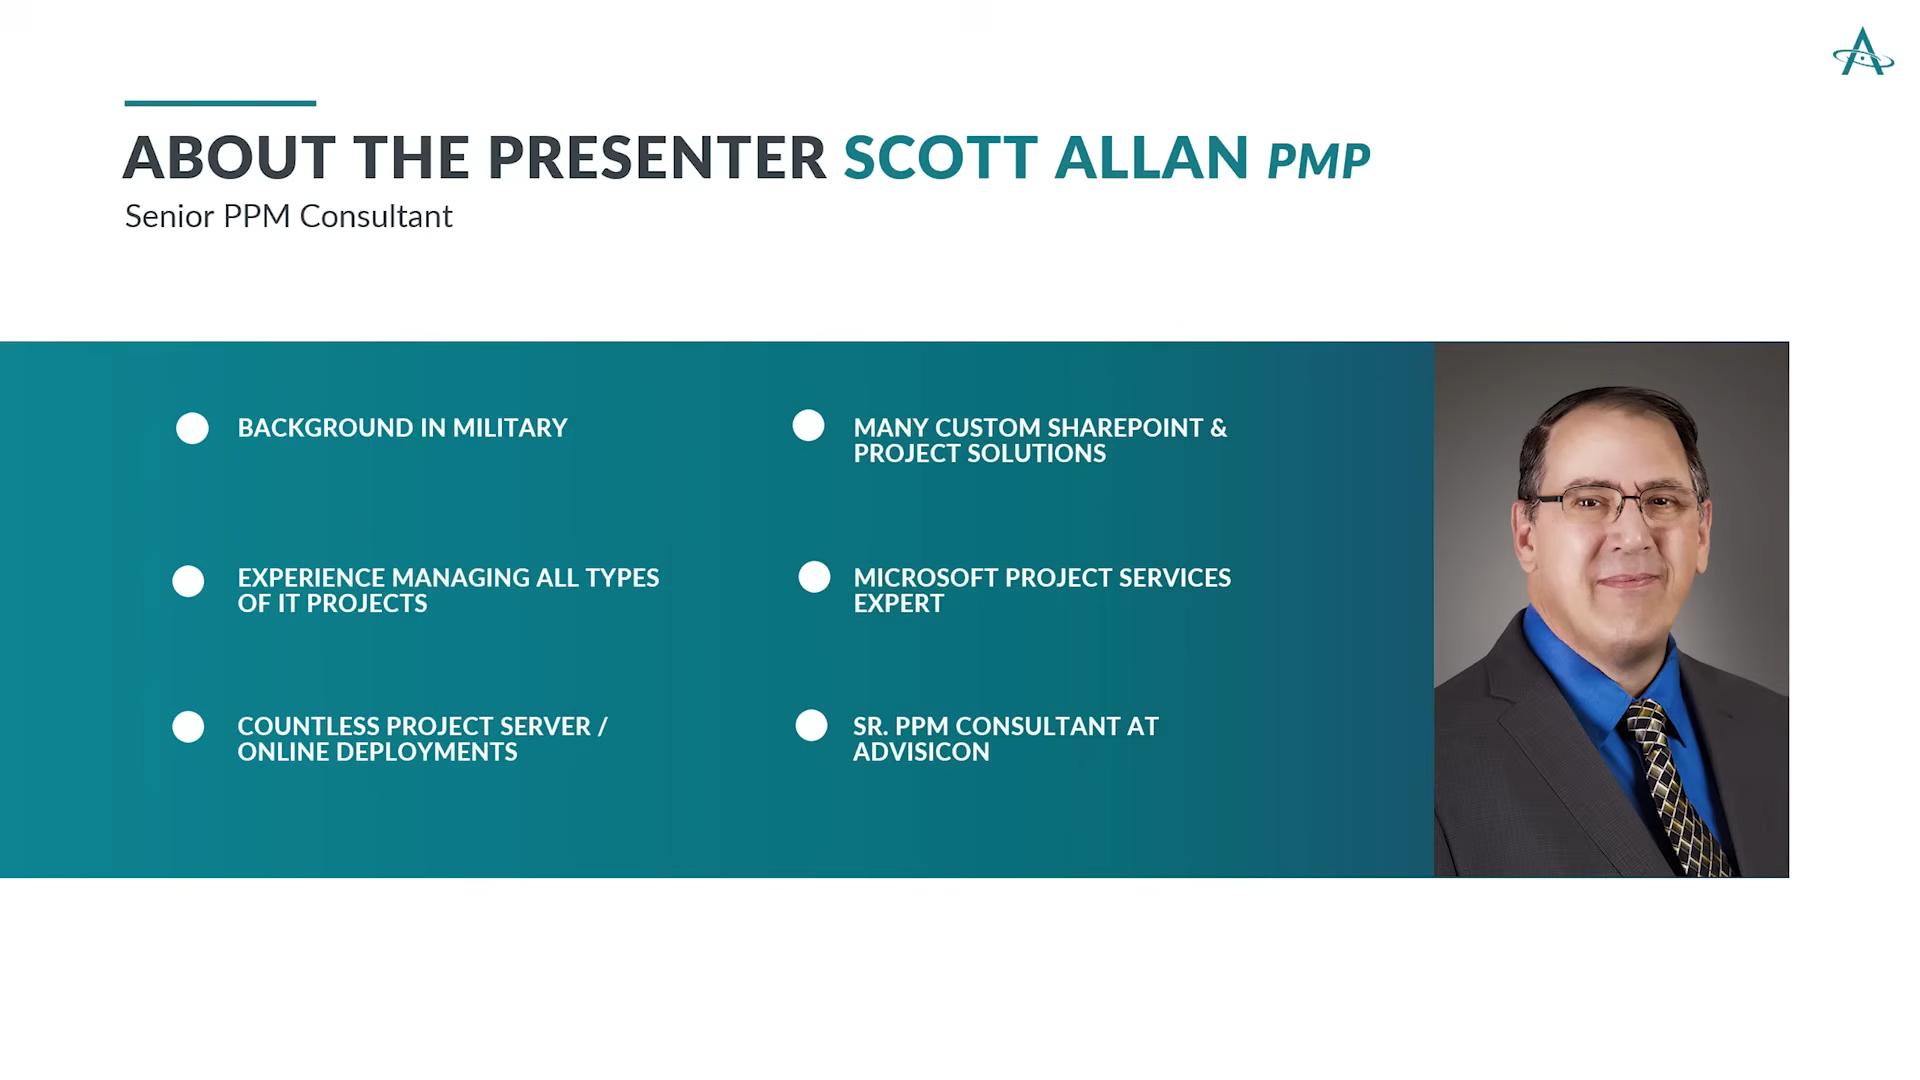 ABOUT THE PRESENTER SCOTT ALLAN PMP
Senior PPM Consultant
BACKGROUND IN MILITARY
EXPERIENCE MANAGING ALL TYPES
OF IT PROJECTS
COUNTLESS PROJECT SERVER /
ONLINE DEPLOYMENTS
MANY CUSTOM SHAREPOINT &
PROJECT SOLUTIONS
MICROSOFT PROJECT SERVICES
EXPERT
SR. PPM CONSULTANT AT
ADVISICON